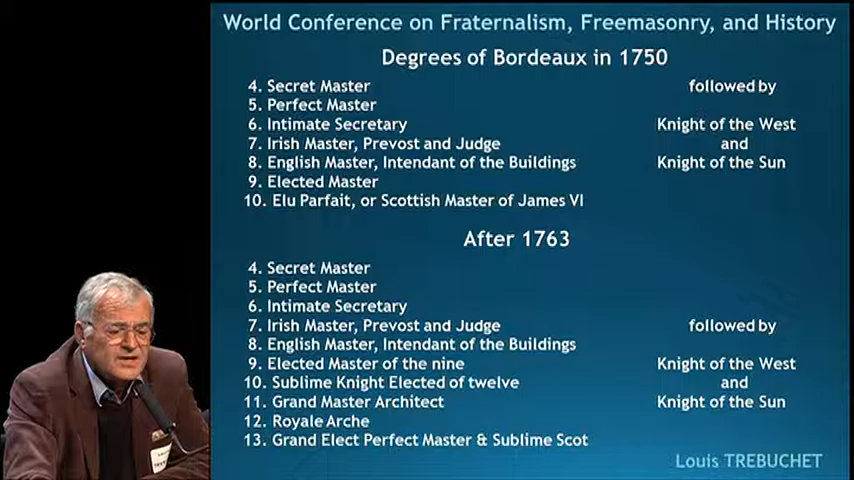 World Conference on Fraternalism, Freemasonry, and History
Degrees of Bordeaux in 1750
4. Secret Master
5. Perfect Master
6. Intimate Secretary
7. Irish Master, Prevost and Judge
8. English Master, Intendant of the Buildings
9. Elected Master
10. Elu Parfait, or Scottish Master of James VI
followed by
Knight of the West
and
Knight of the Sun
After 1763
4. Secret Master
5. Perfect Master
6. Intimate Secretary
7. Irish Master, Prevost and Judge
8. English Master, Intendant of the Buildings
9. Elected Master of the nine
10. Sublime Knight Elected of twelve
11. Grand Master Architect
12. Royale Arche
13. Grand Elect Perfect Master & Sublime Scot
followed by
Knight of the West
and
Knight of the Sun
Louis TREBUCHET